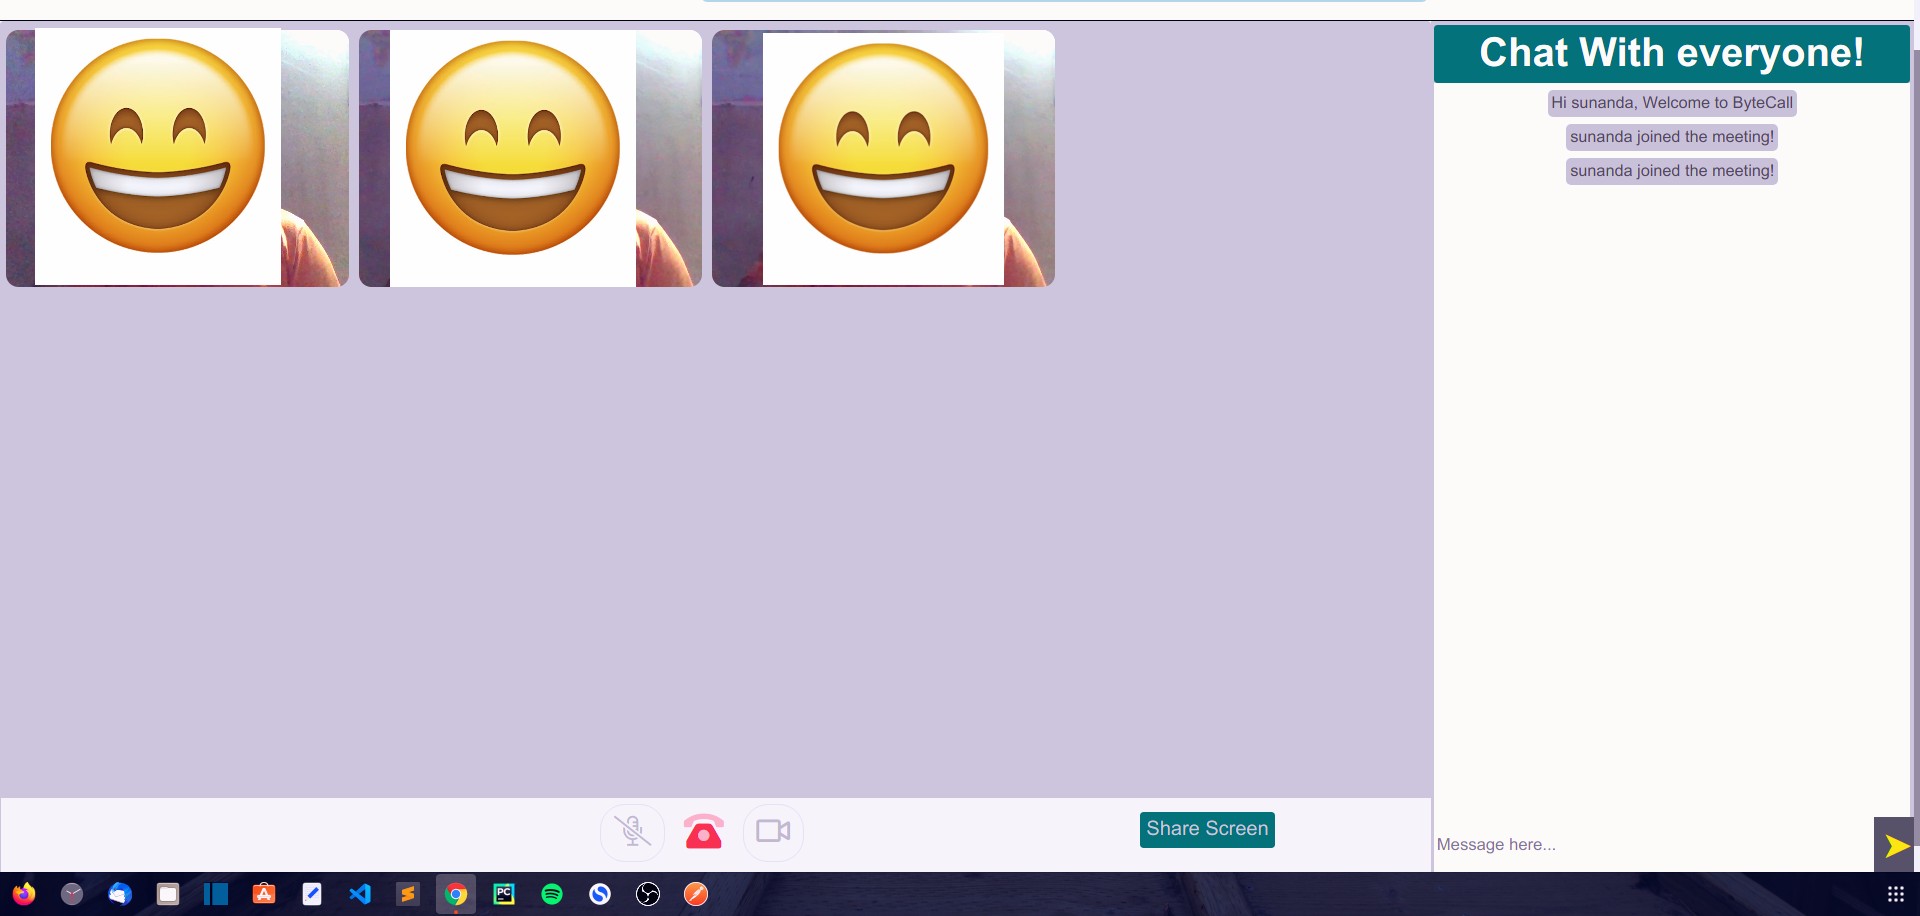 Chat With everyone!
Hi sunanda, Welcome to ByteCall
sunanda joined the meeting!
sunanda joined the meeting!
Share Screen
Message here...
PC